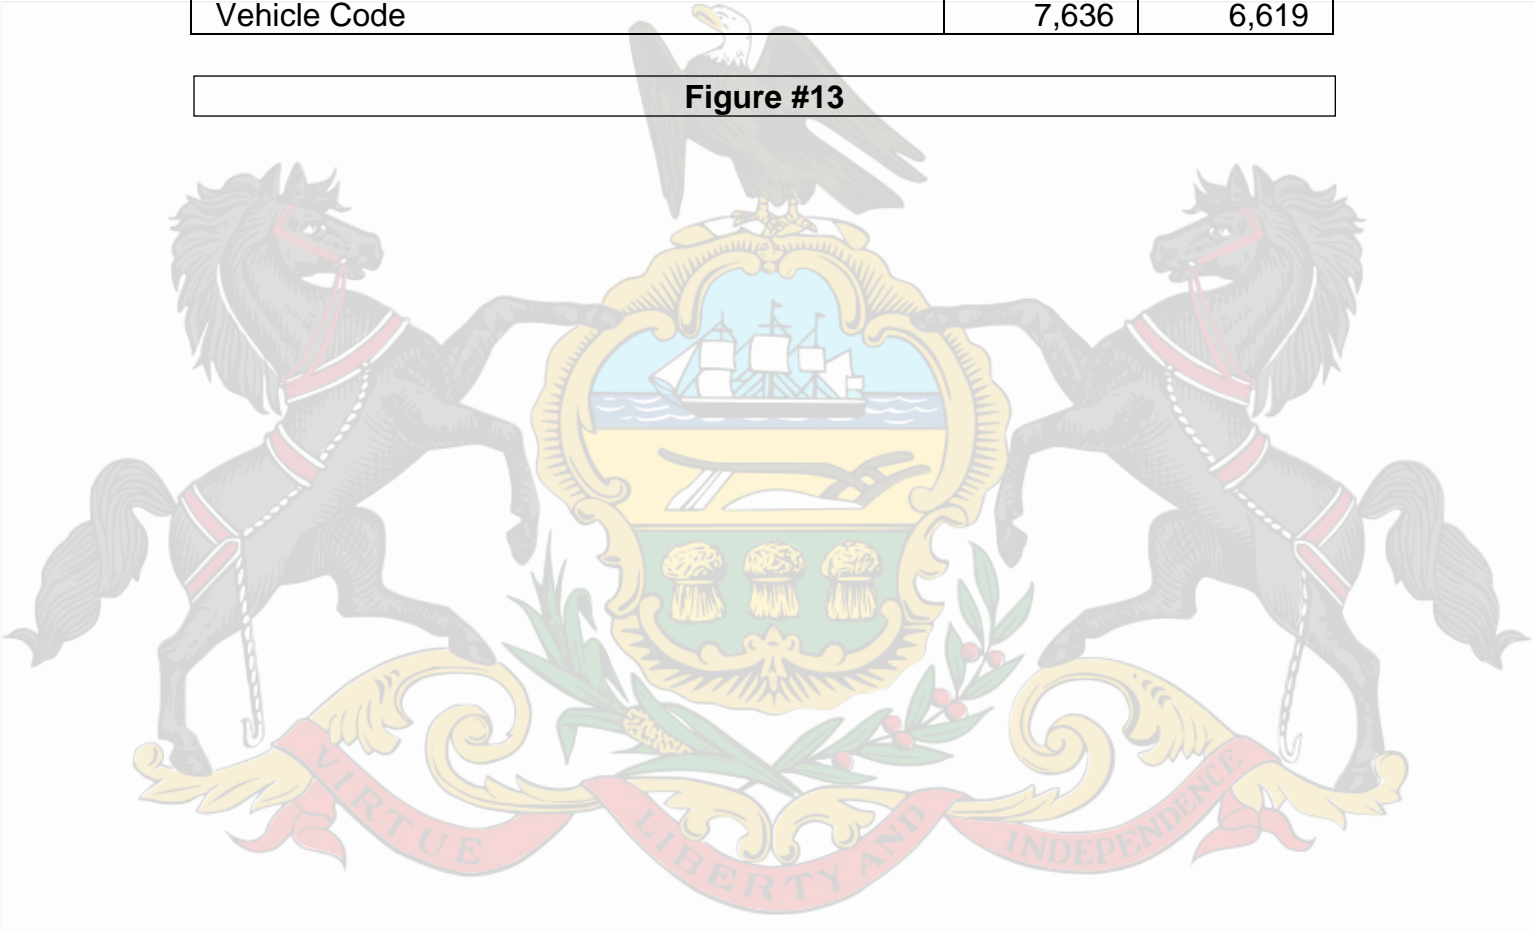 Vehicle Code 7,636 6,619
Figure #13
VIRTUE
LIBERTY AND
INDEPENDENCE